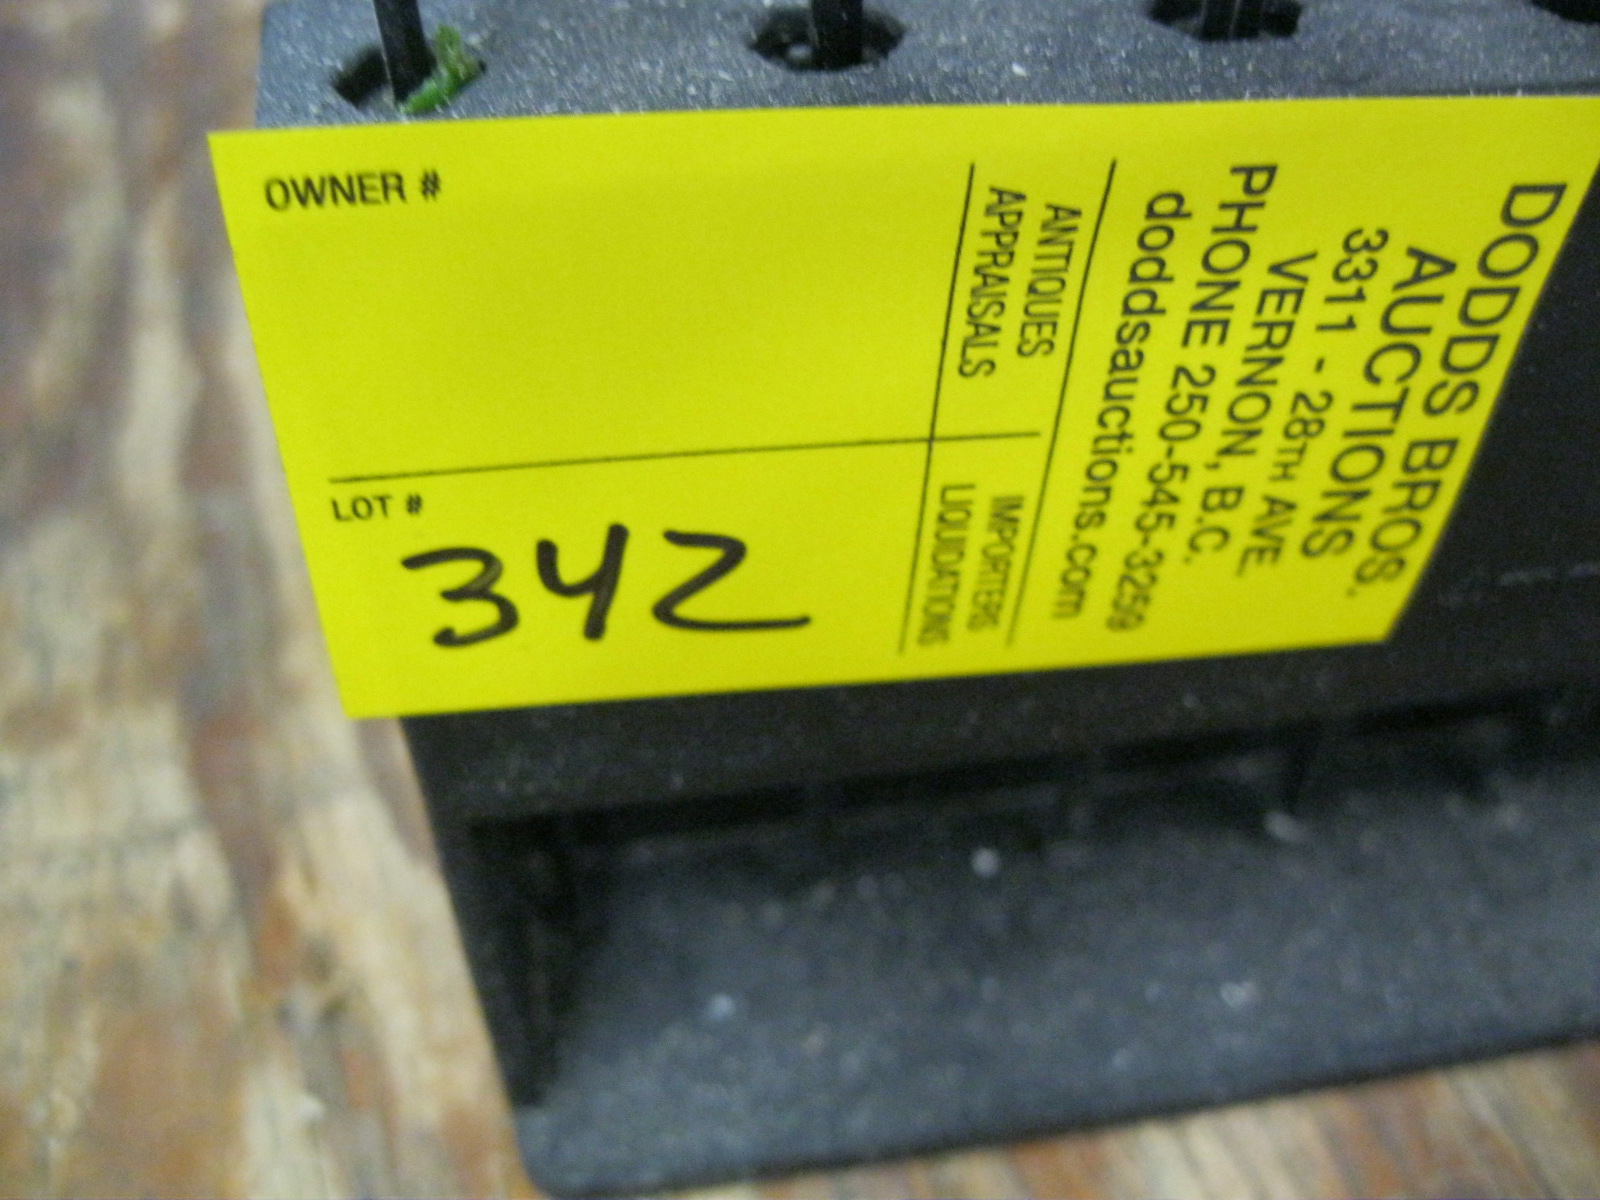 DODDS BROS.
AUCTIONS
3311 - 28TH AVE.
VERNON, B.C.
PHONE 250-545-3259
doddsauctions.com
ANTIQUES
APPRAISALS
IMPORTERS
LIQUIDATIONS
OWNER #
LOT #
342